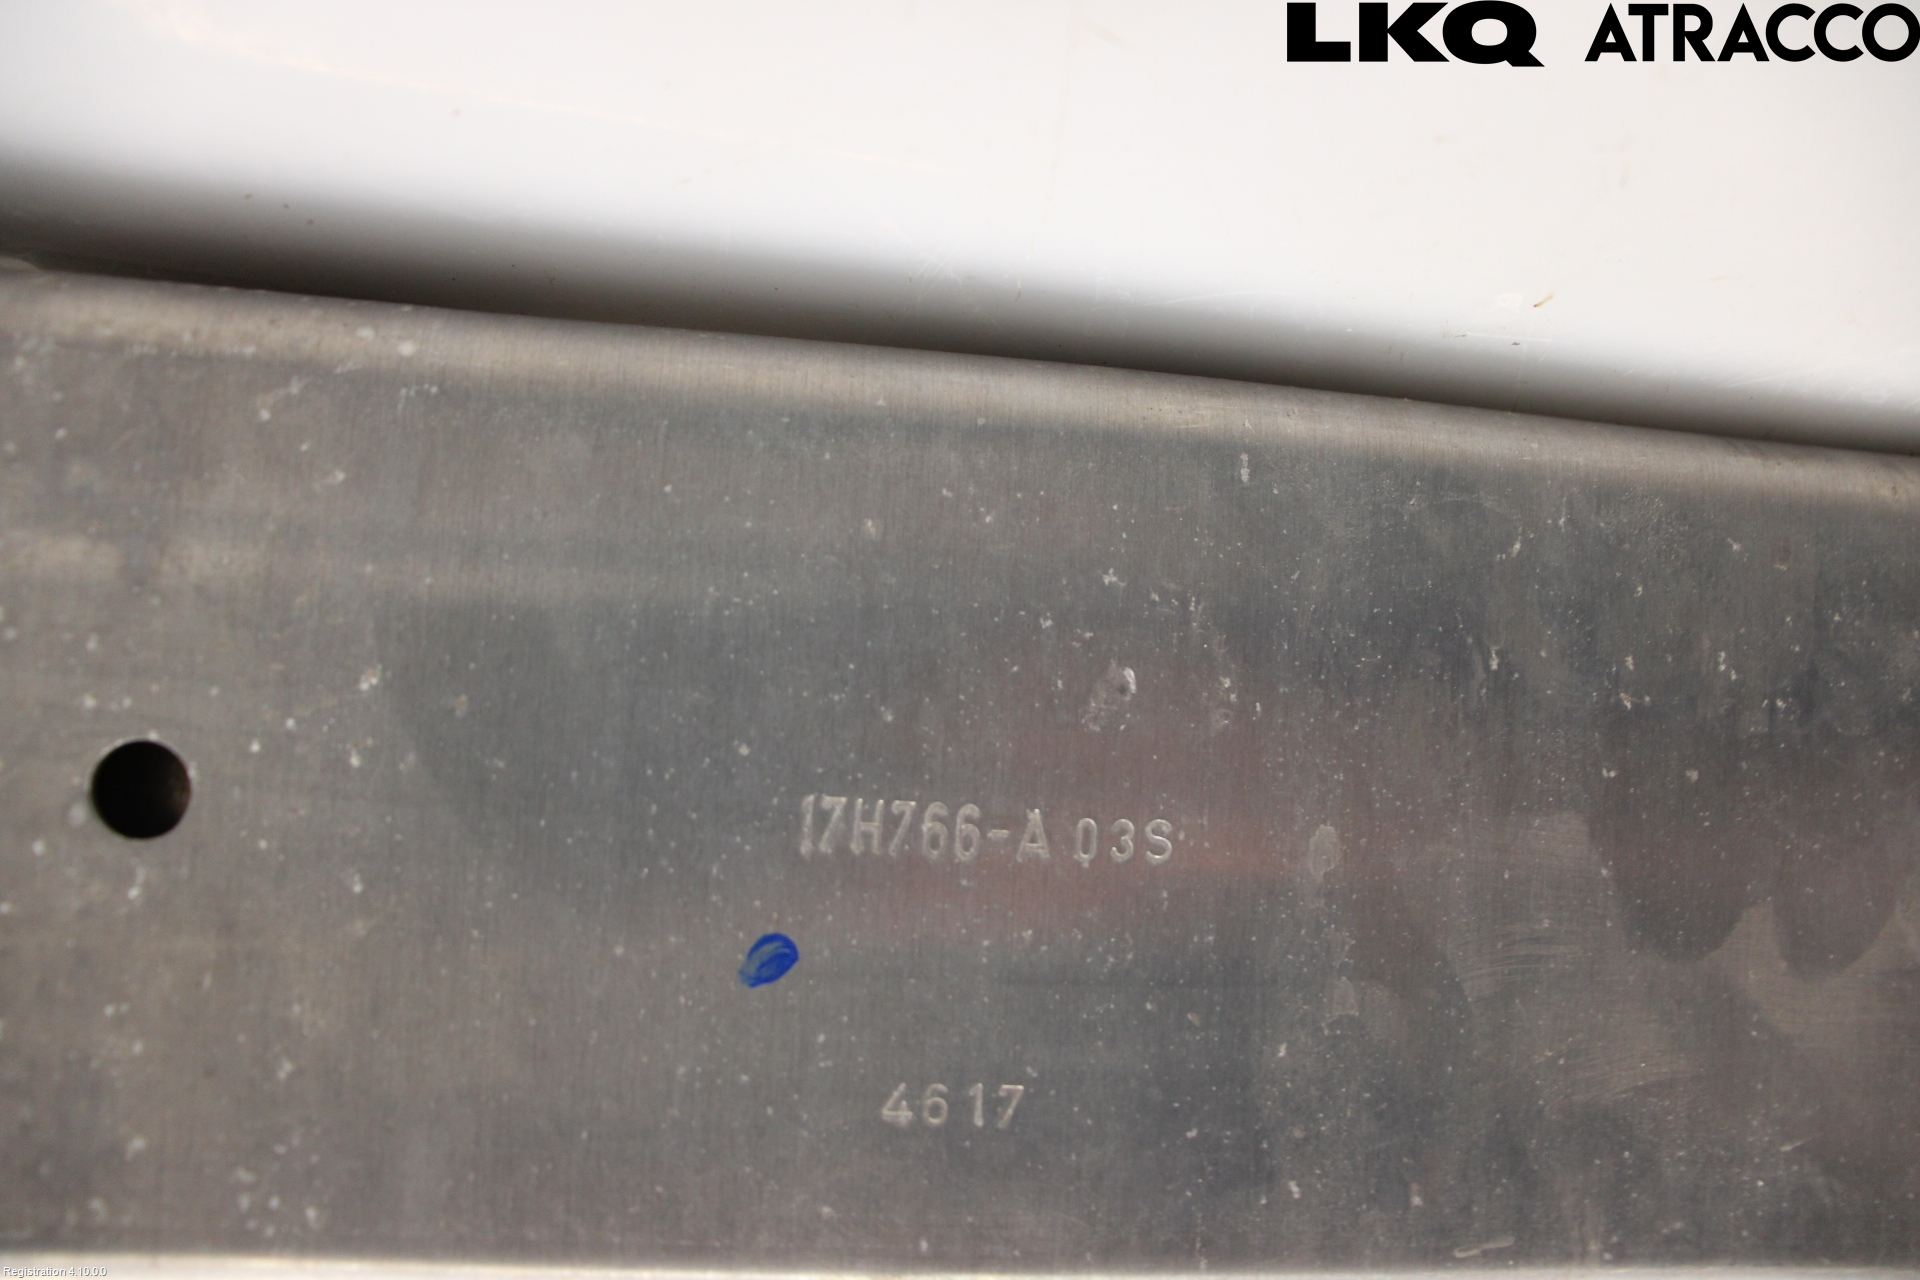 LKQ ATRACCO
17H766-A 03S
4617
Registration 4.10.0.0